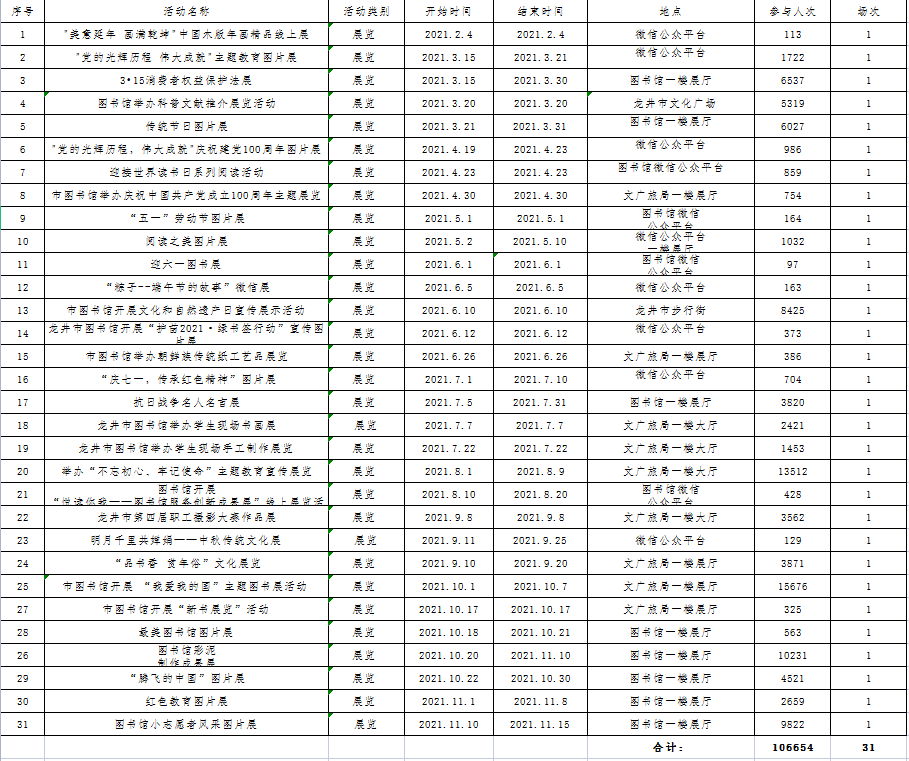 序号 活动名称 活动类别 开始时间 结束时间 地点 参与人次 场次
1 "美意延年 画满乾坤"中国木版年画精品线上展 展览 2021.2.4 2021.2.4 微信公众平台 113 1
2 "党的光辉历程 伟大成就"主题教育图片展 展览 2021.3.15 2021.3.21 微信公众平台 1722 1
3 3•15消费者权益保护法展 展览 2021.3.15 2021.3.30 图书馆一楼展厅 6537 1
4 图书馆举办科普文献推介展览活动 展览 2021.3.20 2021.3.20 龙井市文化广场 5319 1
5 传统节日图片展 展览 2021.3.21 2021.3.31 图书馆一楼展厅 6027 1
6 "党的光辉历程，伟大成就"庆祝建党100周年图片展 展览 2021.4.19 2021.4.23 微信公众平台 986 1
7 迎接世界读书日系列阅读活动 展览 2021.4.23 2021.4.23 图书馆微信公众平台 859 1
8 市图书馆举办庆祝中国共产党成立100周年主题展览 展览 2021.4.30 2021.4.30 文广旅局一楼展厅 754 1
9 “五一”劳动节图片展 展览 2021.5.1 2021.5.1 图书馆微信
公众平台 164 1
10 阅读之美图片展 展览 2021.5.2 2021.5.10 微信公众平台
一楼展厅 1032 1
11 迎六一图书展 展览 2021.6.1 2021.6.1 图书馆微信
公众平台 97 1
12 “粽子--端午节的故事”微信展 展览 2021.6.5 2021.6.5 微信公众平台 163 1
13 市图书馆开展文化和自然遗产日宣传展示活动 展览 2021.6.10 2021.6.10 龙井市步行街 8425 1
14 龙井市图书馆开展“护苗2021·绿书签行动”宣传图
片展 展览 2021.6.12 2021.6.12 微信公众平台 373 1
15 市图书馆举办朝鲜族传统纸工艺品展览 展览 2021.6.26 2021.6.26 文广旅局一楼展厅 386 1
16 “庆七一，传承红色精神”图片展 展览 2021.7.1 2021.7.10 微信公众平台 704 1
17 抗日战争名人名言展 展览 2021.7.5 2021.7.31 图书馆一楼展厅 3820 1
18 龙井市图书馆举办学生现场书画展 展览 2021.7.7 2021.7.7 文广旅局一楼大厅 2421 1
19 龙井市图书馆举办学生现场手工制作展览 展览 2021.7.22 2021.7.22 文广旅局一楼大厅 1453 1
20 举办“不忘初心、牢记使命”主题教育宣传展览 展览 2021.8.1 2021.8.9 文广旅局一楼大厅 13512 1
21 图书馆开展
“悦读你我——图书馆服务创新成果展”线上展览活 展览 2021.8.10 2021.8.20 图书馆微信
公众平台 428 1
22 龙井市第四届职工摄影大赛作品展 展览 2021.9.8 2021.9.8 文广旅局一楼大厅 3562 1
23 明月千里共婵娟——中秋传统文化展 展览 2021.9.11 2021.9.25 微信公众平台 129 1
24 “品书香 赏年俗”文化展览 展览 2021.9.10 2021.9.20 文广旅局一楼展厅 3871 1
25 市图书馆开展 “我爱我的国”主题图书展活动 展览 2021.10.1 2021.10.7 文广旅局一楼展厅 15676 1
27 市图书馆开展“新书展览”活动 展览 2021.10.17 2021.10.17 文广旅局一楼展厅 325 1
28 最美图书馆图片展 展览 2021.10.18 2021.10.21 图书馆一楼展厅 563 1
26 图书馆彩泥
制作成果展 展览 2021.10.20 2021.11.10 图书馆一楼展厅 10231 1
29 “腾飞的中国”图片展 展览 2021.10.22 2021.10.30 图书馆一楼展厅 4521 1
30 红色教育图片展 展览 2021.11.1 2021.11.8 图书馆一楼展厅 2659 1
31 图书馆小志愿者风采图片展 展览 2021.11.10 2021.11.15 图书馆一楼展厅 9822 1
合计： 106654 31